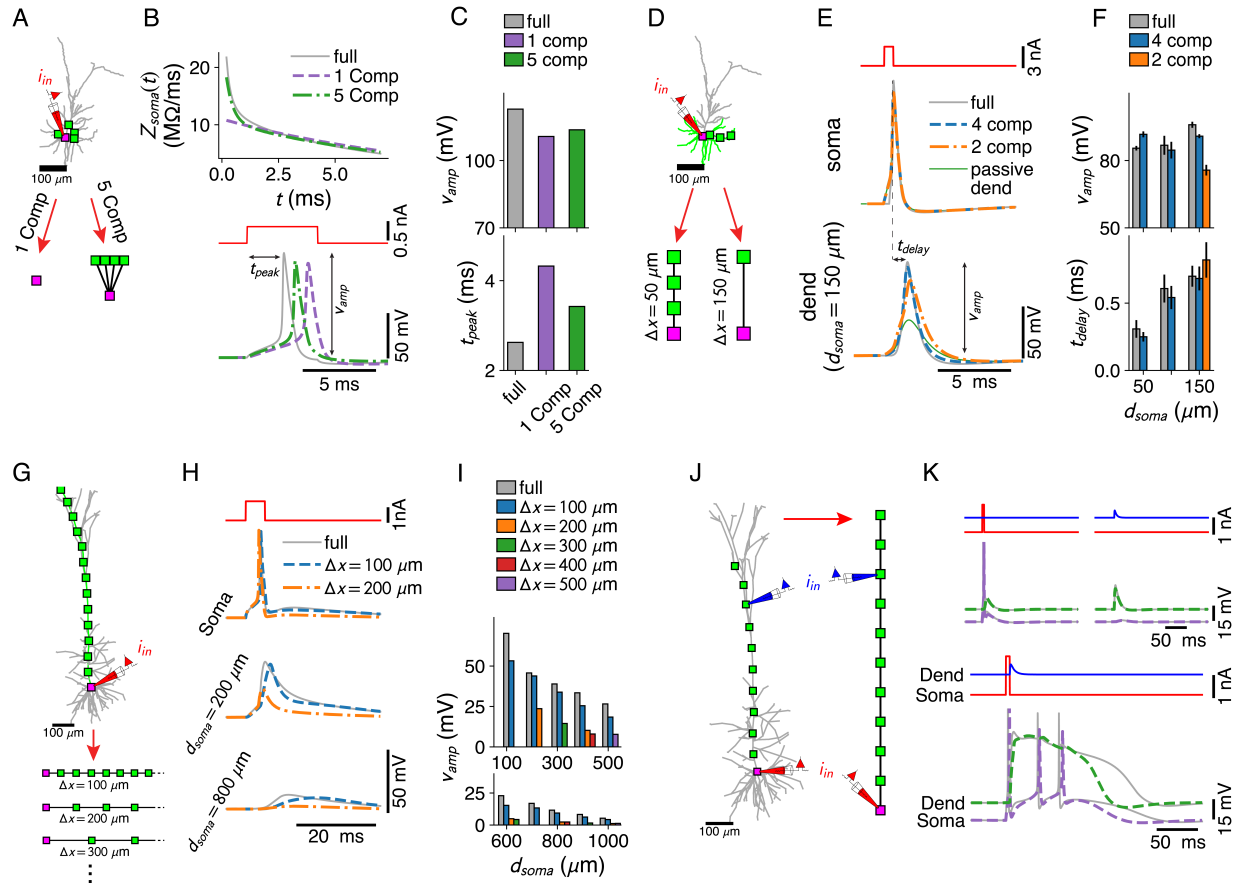 A
i_in
100 μm
1 Comp
5 Comp
B
Z_soma(t)
(MΩ/ms)
20
10
full
1 Comp
5 Comp
0.0
2.5
5.0
t (ms)
0.5 nA
t_peak
v_amp
50 mV
5 ms
C
full
1 comp
5 comp
v_amp (mV)
100
70
t_peak (ms)
4
2
full
1 Comp
5 Comp
D
i_in
100 μm
Δx = 50 μm
Δx = 150 μm
E
3 nA
soma
full
4 comp
2 comp
passive
dend
t_delay
dend
(d_soma = 150 μm)
v_amp
50 mV
5 ms
F
full
4 comp
2 comp
v_amp (mV)
80
50
t_delay (ms)
0.5
0.0
50
150
d_soma (μm)
G
i_in
100 μm
Δx = 100 μm
Δx = 200 μm
Δx = 300 μm
H
1nA
full
Δx = 100 μm
Δx = 200 μm
Soma
d_soma = 200 μm
d_soma = 800 μm
50 mV
20 ms
I
full
Δx = 100 μm
Δx = 200 μm
Δx = 300 μm
Δx = 400 μm
Δx = 500 μm
50
25
0
100
300
500
v_amp (mV)
25
0
600
800
1000
d_soma (μm)
J
i_in
i_in
100 μm
K
1 nA
15 mV
50 ms
Dend
Soma
1 nA
Dend
Soma
15 mV
50 ms